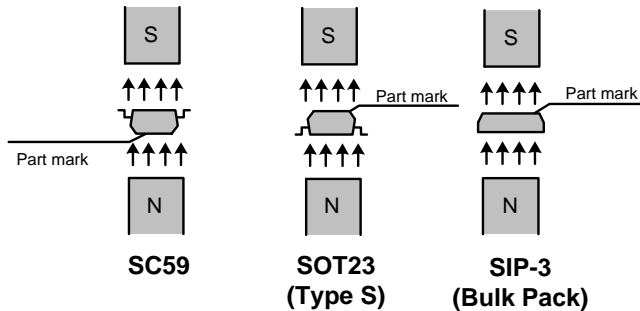 S
S
S
Part mark
Part mark
Part mark
N
N
N
SC59
SOT23
(Type S)
SIP-3
(Bulk Pack)